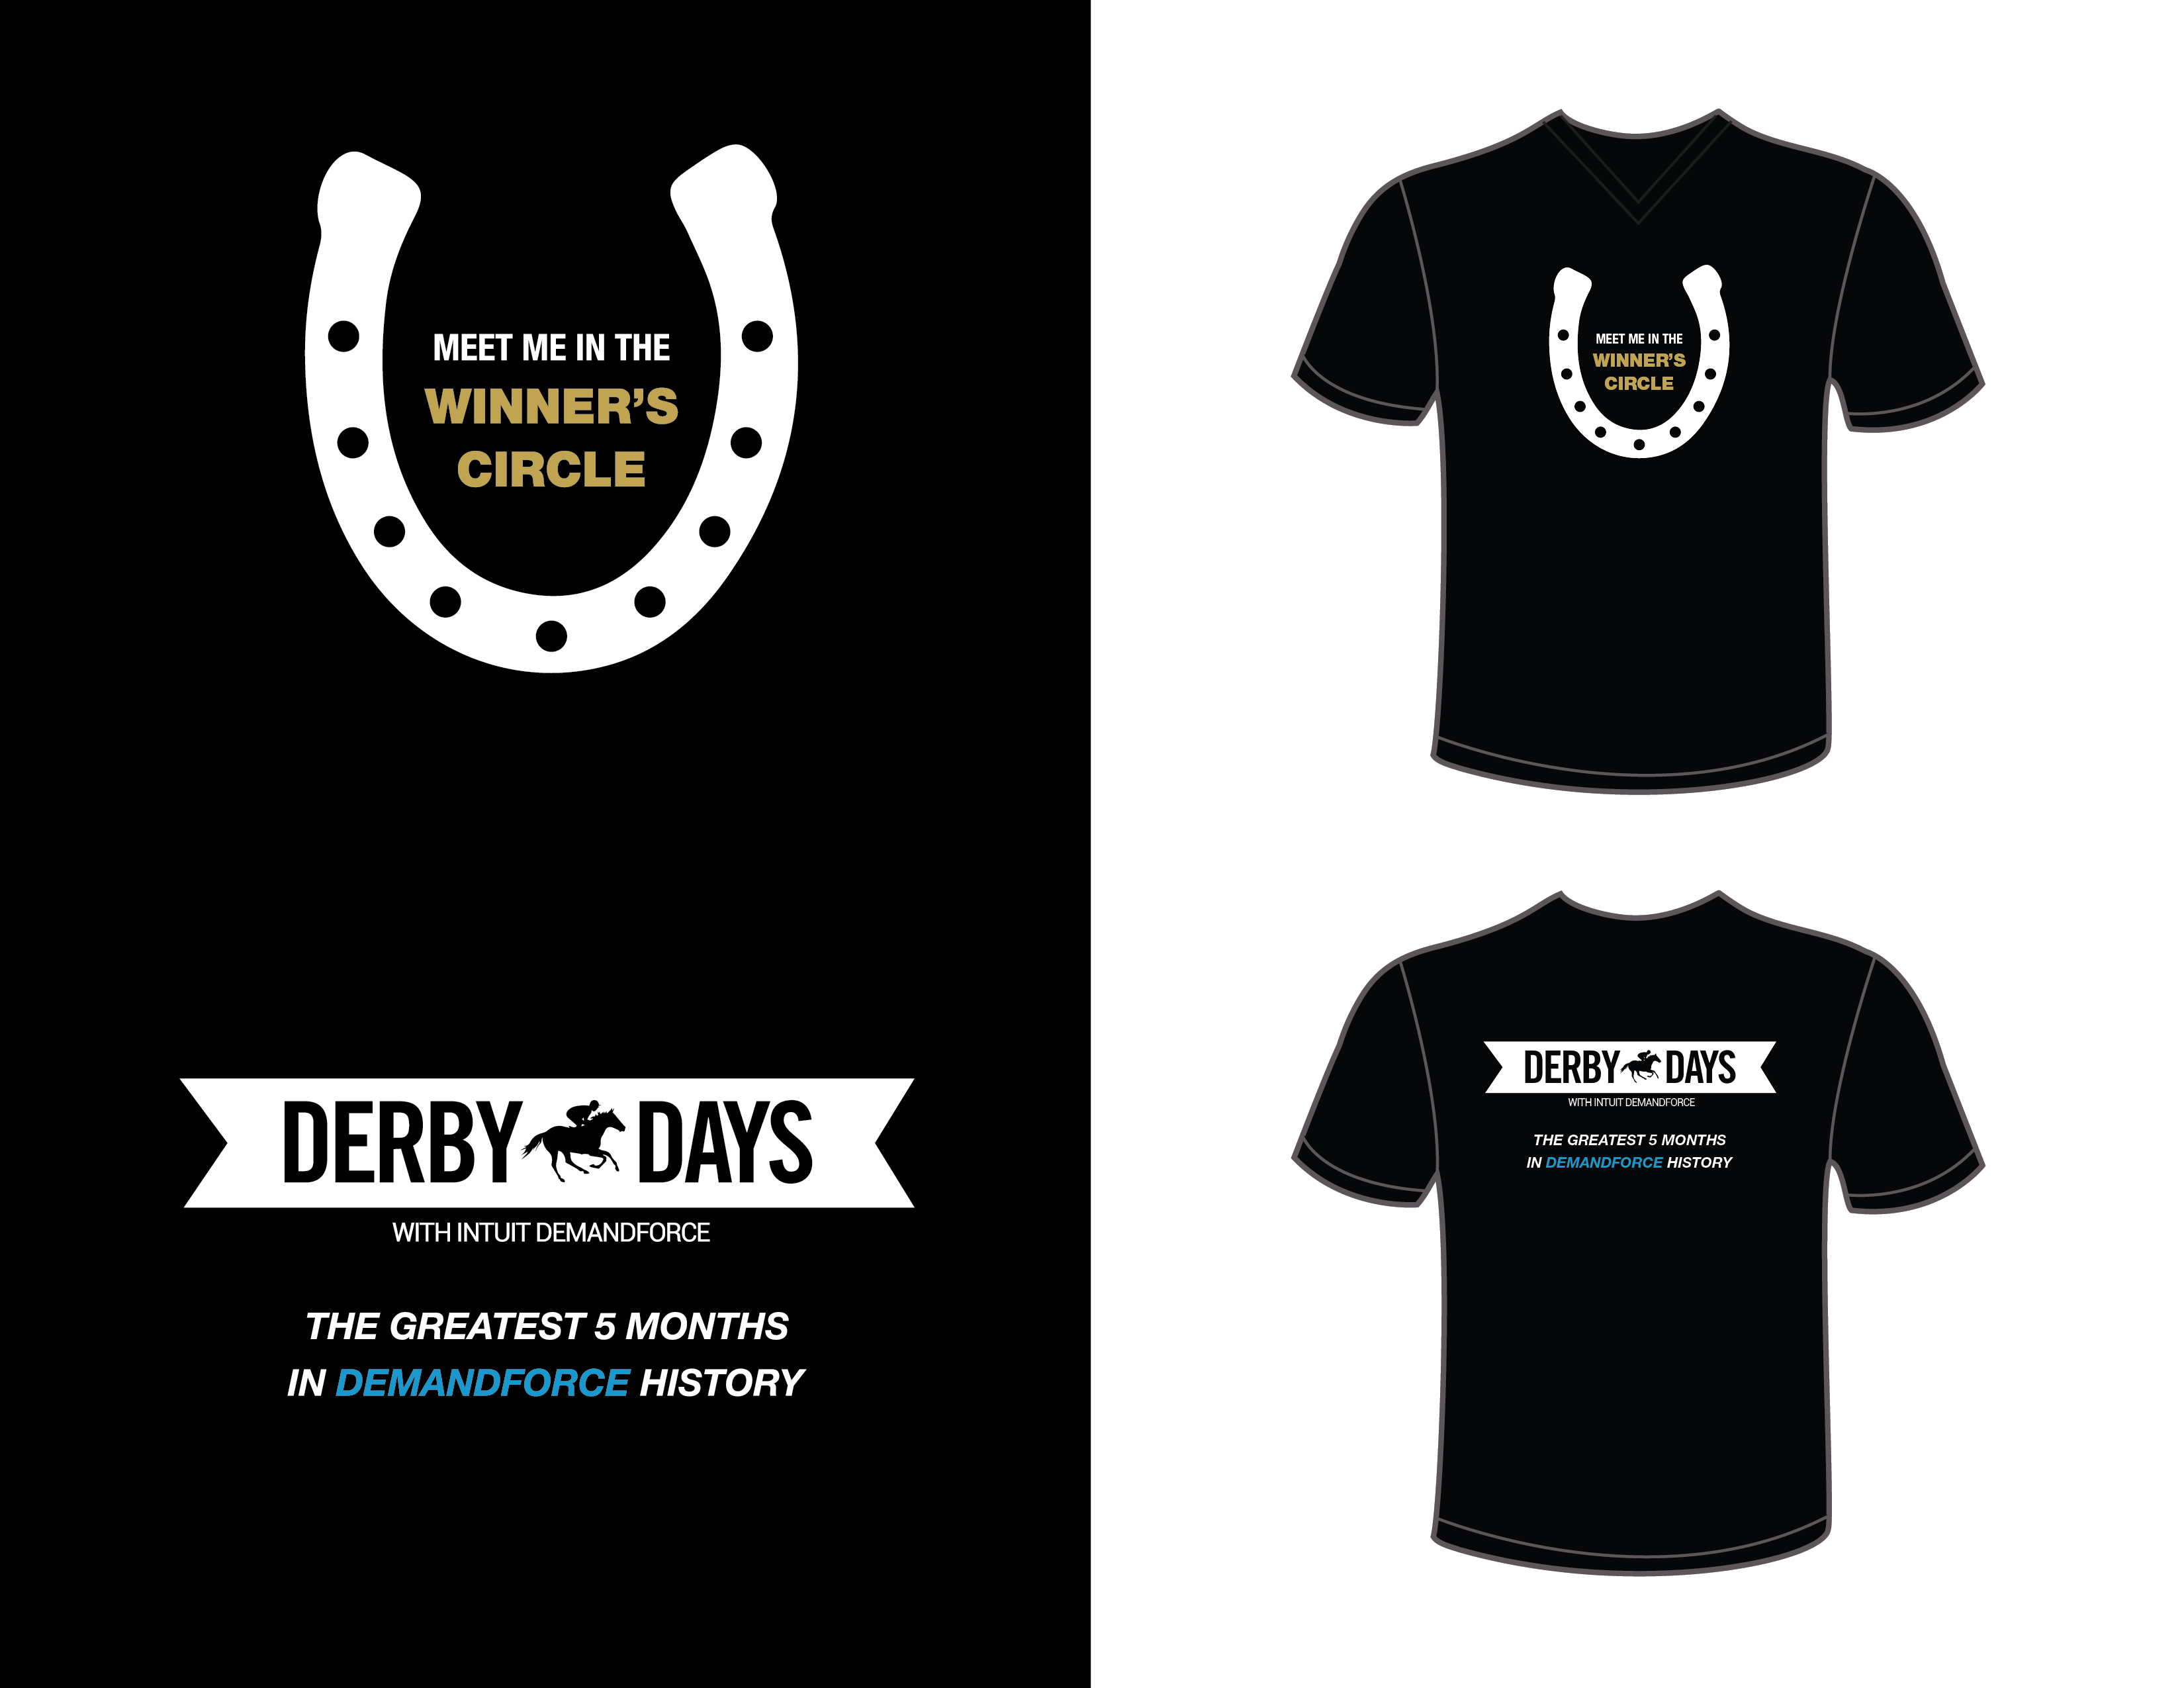 MEET ME IN THE
WINNER'S
CIRCLE
DERBY DAYS
WITH INTUIT DEMANDFORCE
THE GREATEST 5 MONTHS
IN DEMANDFORCE HISTORY
MEET ME IN THE
WINNER'S
CIRCLE
DERBY DAYS
WITH INTUIT DEMANDFORCE
THE GREATEST 5 MONTHS
IN DEMANDFORCE HISTORY